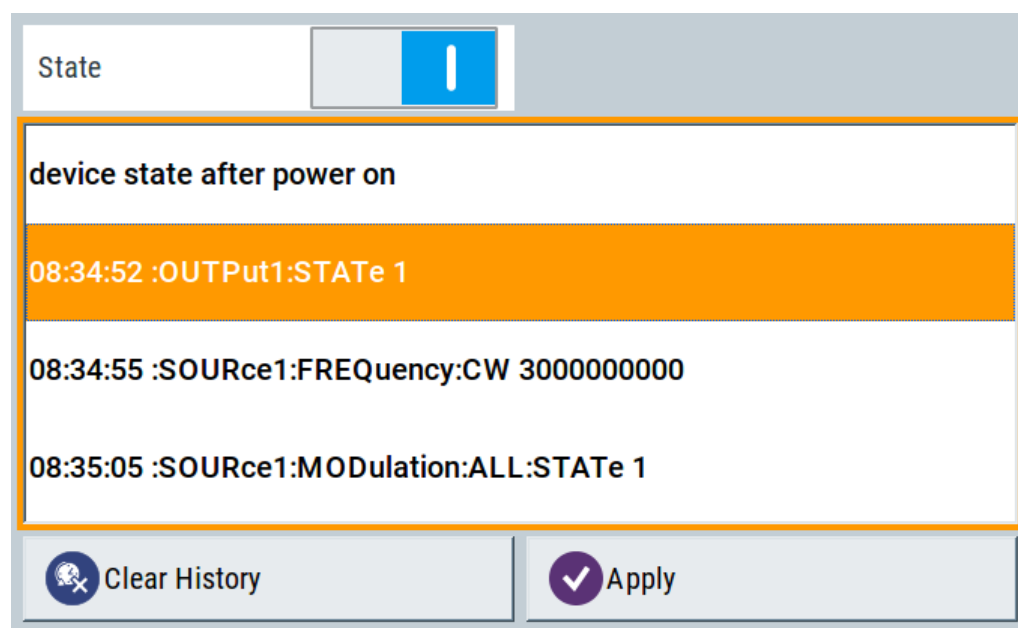 State
device state after power on
08:34:52 :OUTPut1:STATe 1
08:34:55 :SOURce1:FREQuency:CW 3000000000
08:35:05 :SOURce1:MODulation:ALL:STATe 1
Clear History
Apply